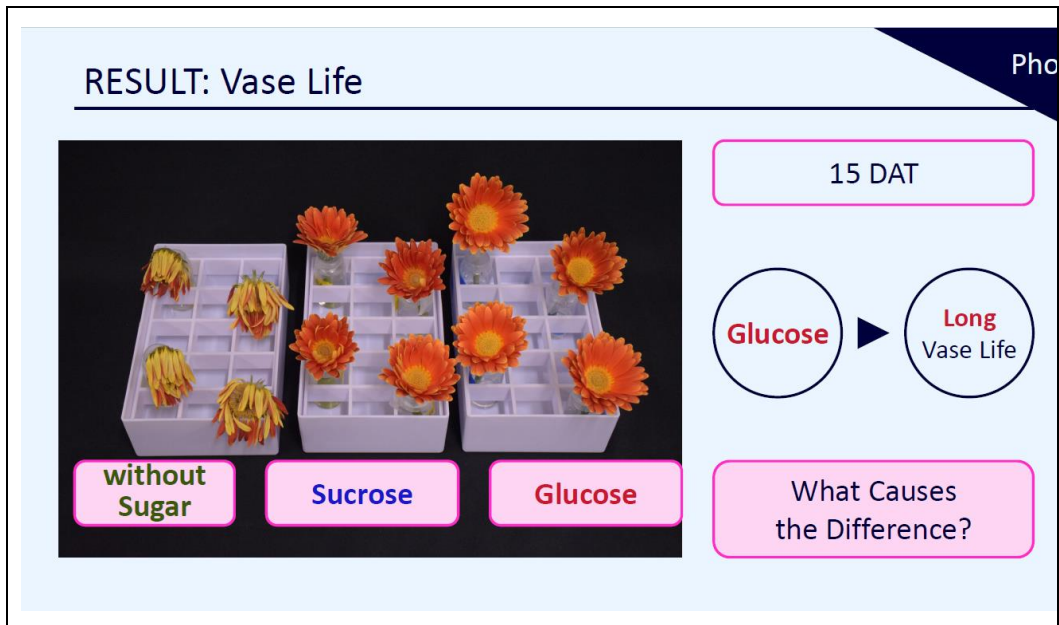 RESULT: Vase Life
Pho
15 DAT
Glucose
Long
Vase Life
without
Sugar
Sucrose
Glucose
What Causes
the Difference?